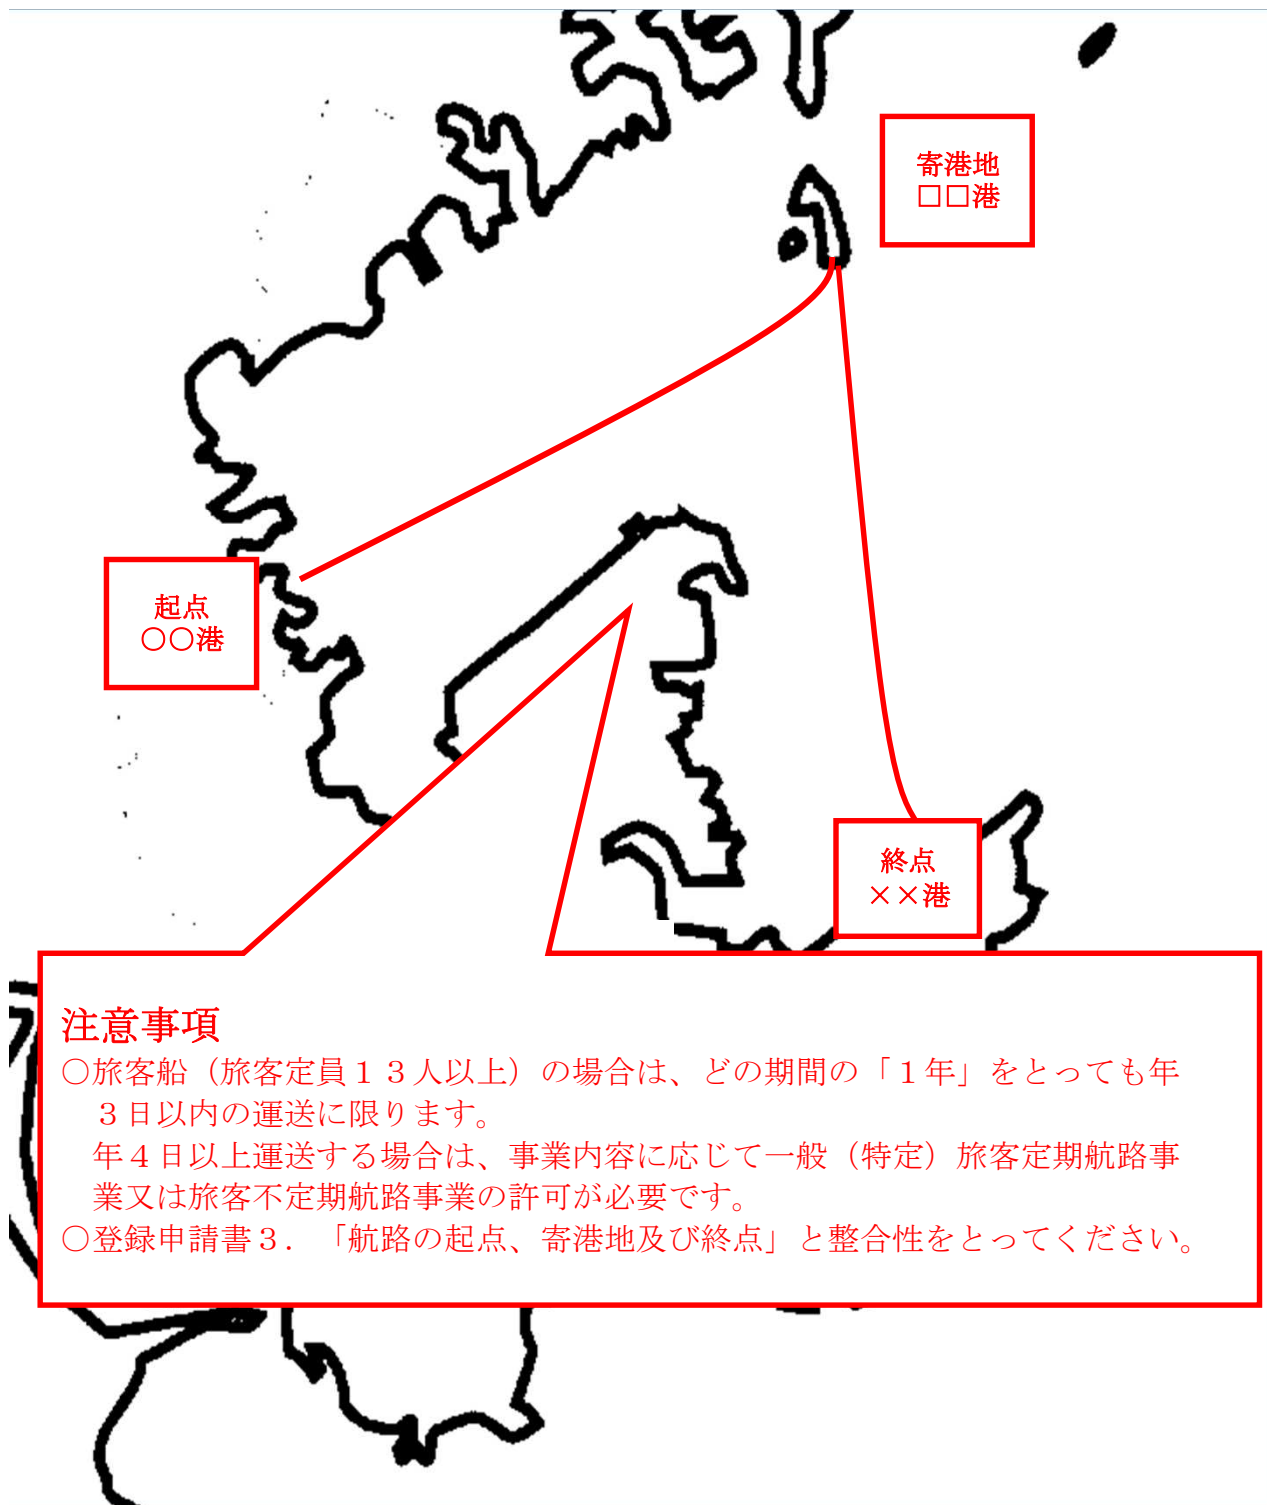 寄港地
□□港
起点
○○港
終点
××港
注意事項
○旅客船（旅客定員１３人以上）の場合は、どの期間の「１年」をとっても年
３日以内の運送に限ります。
年４日以上運送する場合は、事業内容に応じて一般（特定）旅客定期航路事
業又は旅客不定期航路事業の許可が必要です。
○登録申請書３．「航路の起点、寄港地及び終点」と整合性をとってください。